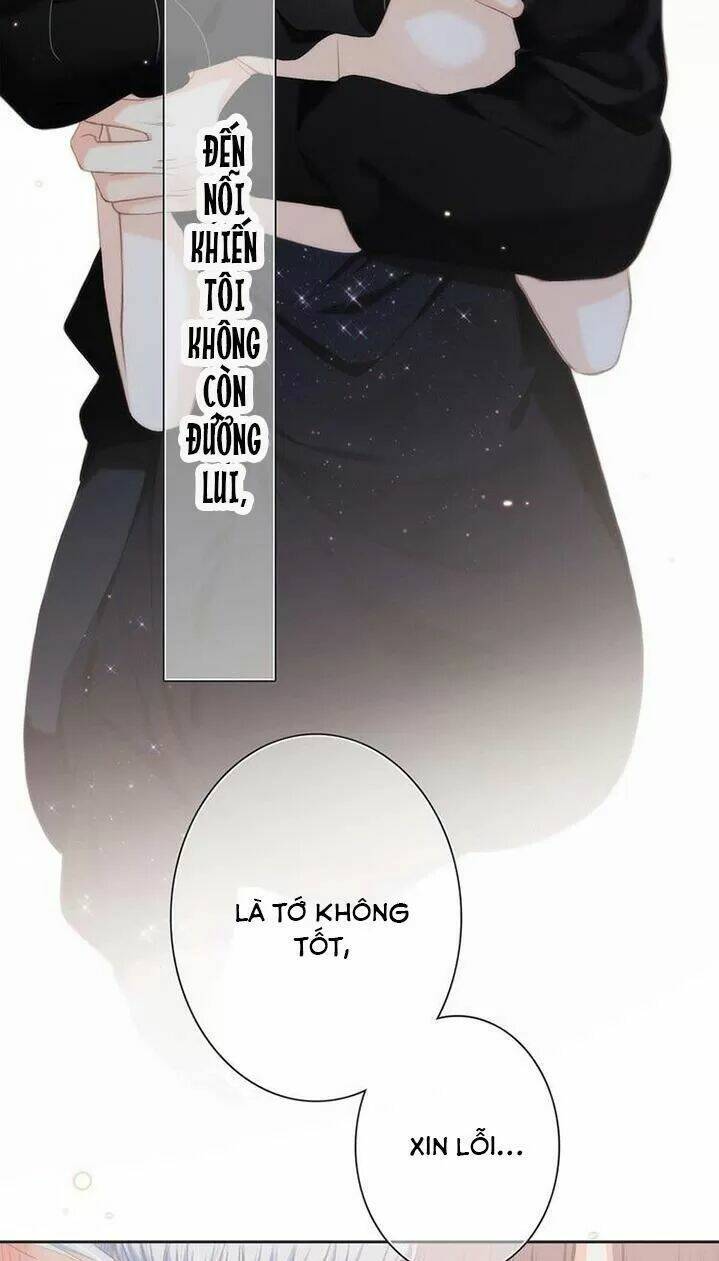 ĐẾN
NỖI
KHIẾN
TÔI
KHÔNG
CÒN
ĐƯỜNG
LUI,
LÀ TỚ KHÔNG
TỐT,
XIN LỖI...